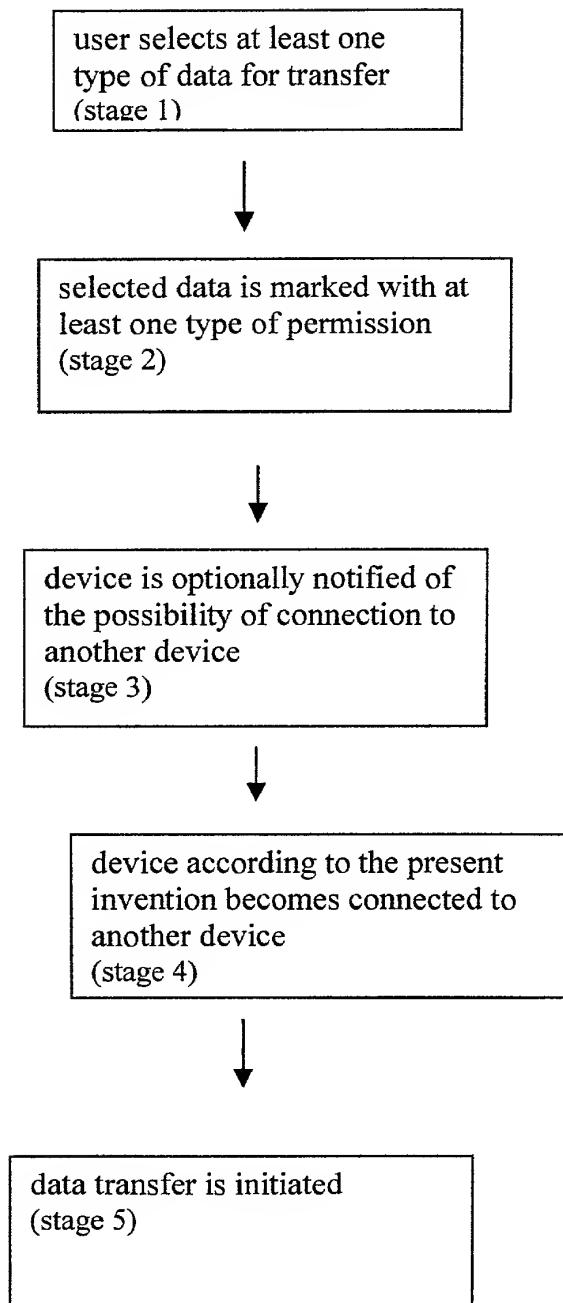 user selects at least one
type of data for transfer
(stage 1)
selected data is marked with at
least one type of permission
(stage 2)
device is optionally notified of
the possibility of connection to
another device
(stage 3)
device according to the present
invention becomes connected to
another device
(stage 4)
data transfer is initiated
(stage 5)